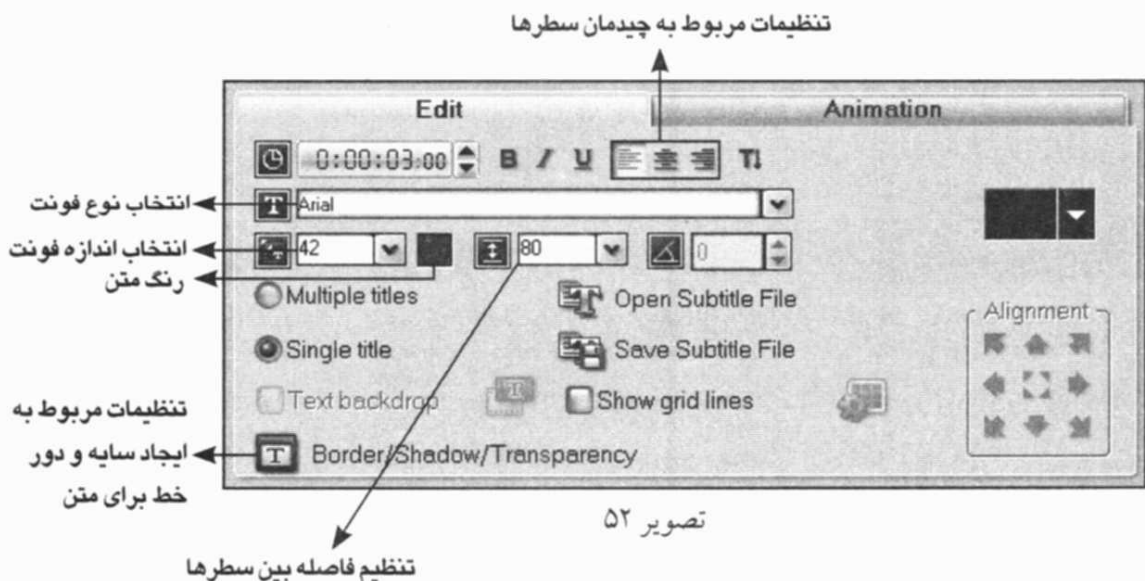 تنظیمات مربوط به چیدمان سطرها
Edit
Animation
0:00:03:00
B I U
انتخاب نوع فونت
Arial
انتخاب اندازه فونت
42
80
0
رنگ متن
Multiple titles
Open Subtitle File
Alignment
Single title
Save Subtitle File
Text backdrop
Show grid lines
تنظیمات مربوط به
ایجاد سایه و دور
خط برای متن
Border/Shadow/Transparency
تصویر ۵۲
تنظیم فاصله بین سطرها